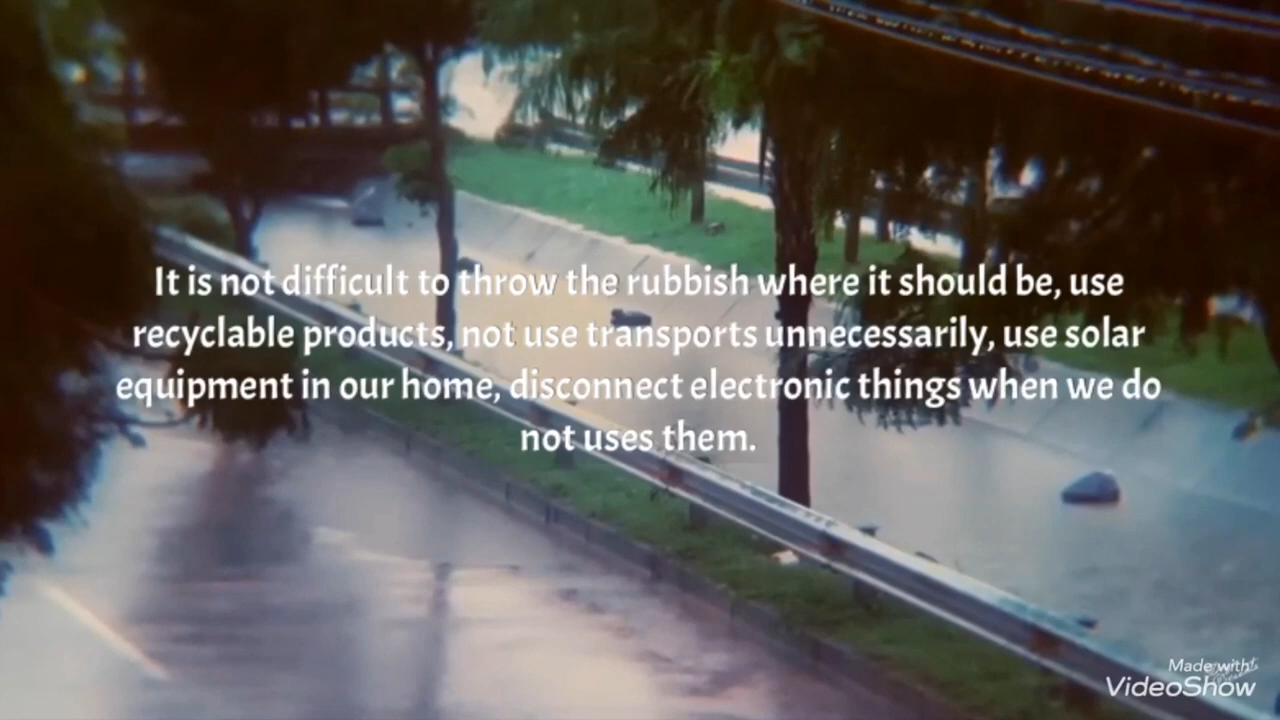 It is not difficult to throw the rubbish where it should be, use
recyclable products, not use transports unnecessarily, use solar
equipment in our home, disconnect electronic things when we do
not uses them.
Made with
VideoShow